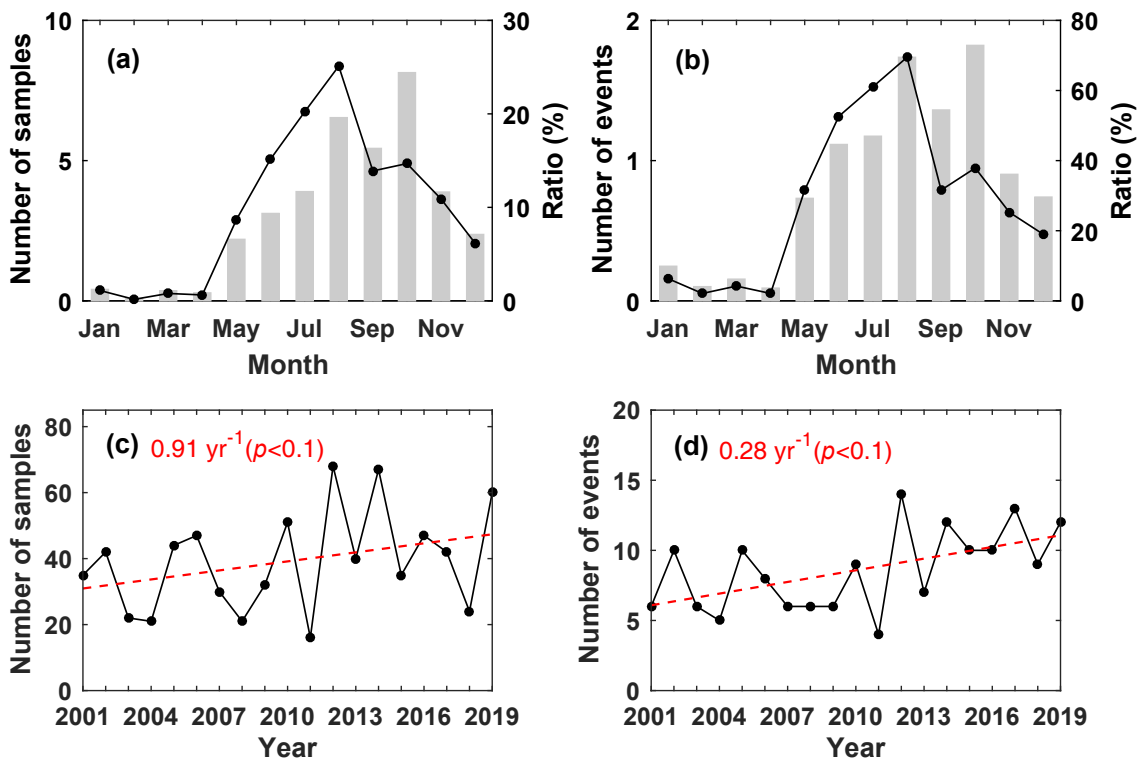 (a)
Number of samples
10
5
0
30
20
10
0
Ratio (%)
Jan Mar May Jul Sep Nov
Month
(b)
Number of events
2
1.5
1
0.5
0
80
60
40
20
0
Ratio (%)
Jan Mar May Jul Sep Nov
Month
(c) 0.91 yr⁻¹(p<0.1)
Number of samples
80
60
40
20
0
2001 2004 2007 2010 2013 2016 2019
Year
(d) 0.28 yr⁻¹(p<0.1)
Number of events
20
15
10
5
0
2001 2004 2007 2010 2013 2016 2019
Year